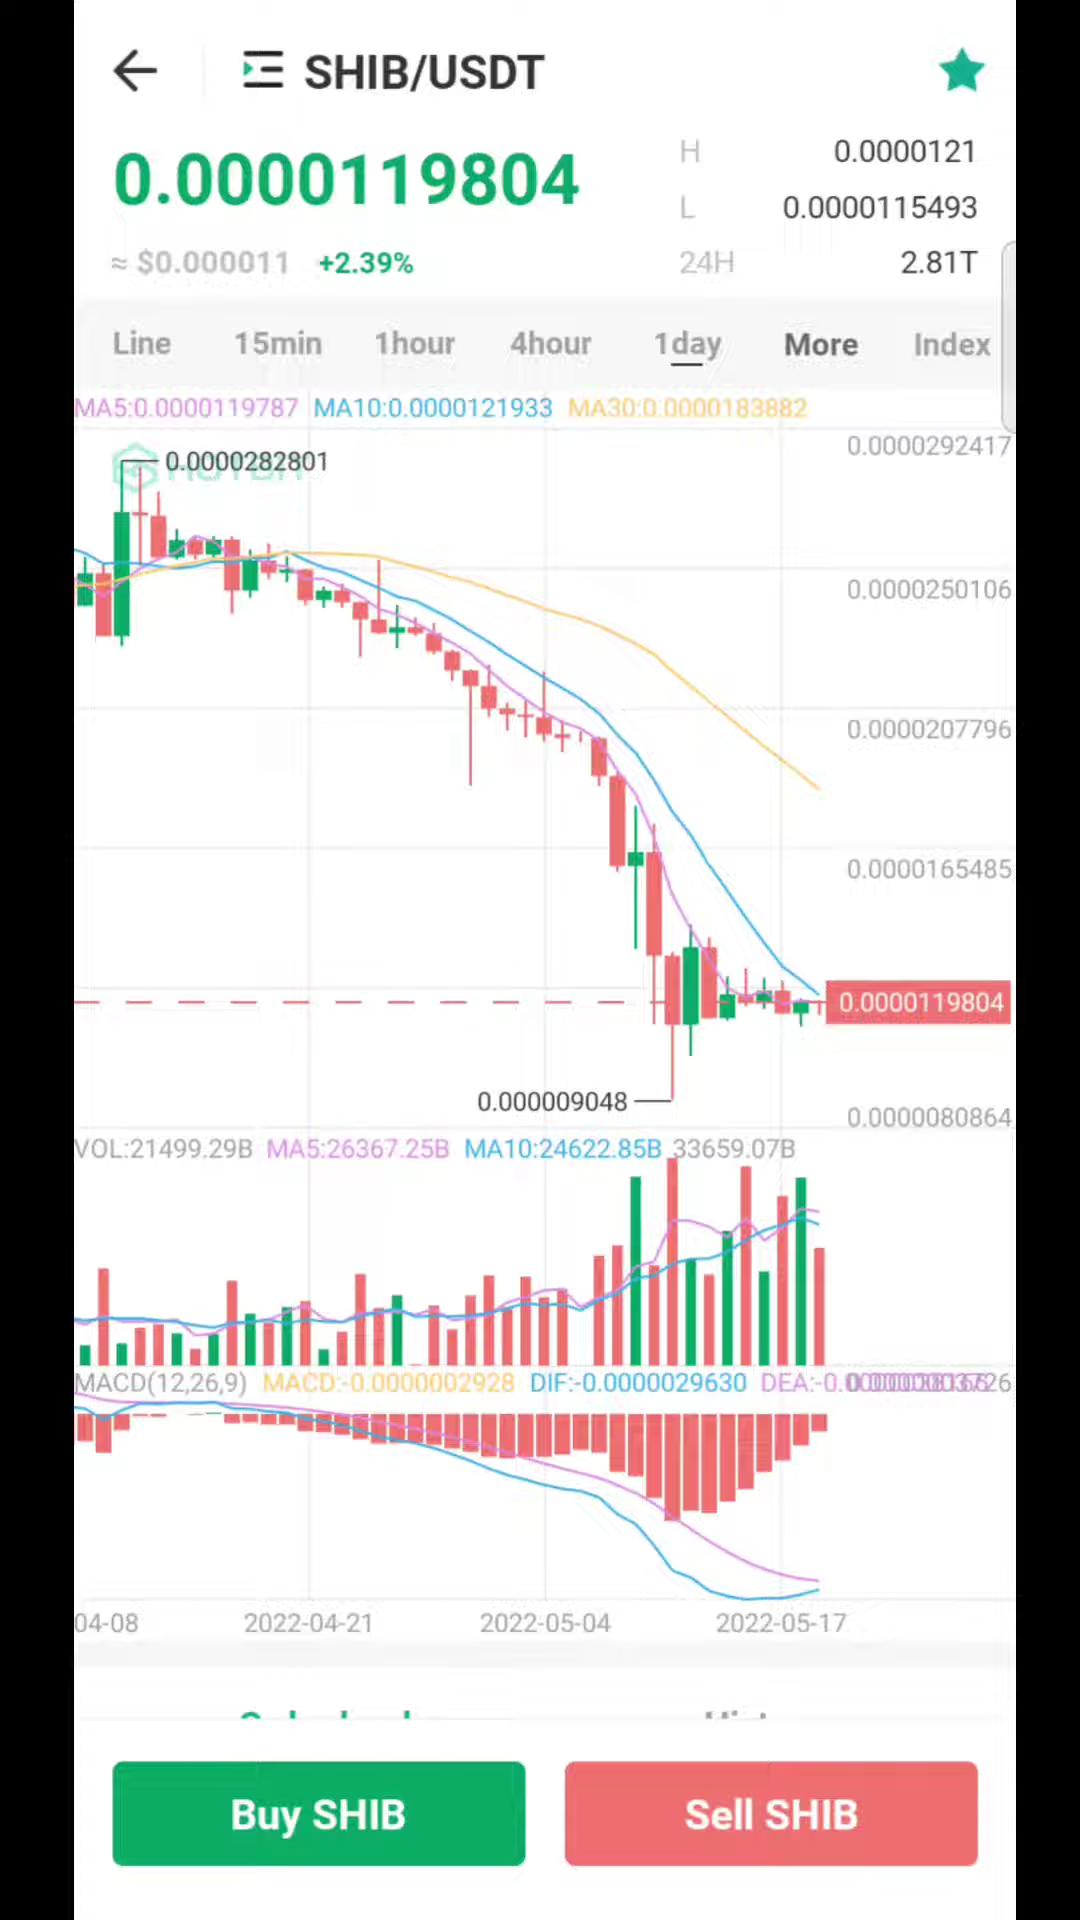 SHIB/USDT
0.0000119804
H 0.0000121
L 0.0000115493
≈ $0.000011 +2.39%
24H 2.81T
Line 15min 1hour 4hour 1day More Index
MA5:0.0000119787 MA10:0.0000121933 MA30:0.0000183882
0.0000292417
0.0000282801
0.0000250106
0.0000207796
0.0000165485
0.0000119804
0.000009048
0.0000080864
VOL:21499.29B MA5:26367.25B MA10:24622.85B 33659.07B
MACD(12,26,9) MACD:-0.0000002928 DIF:-0.0000029630 DEA:-0.
04-08 2022-04-21 2022-05-04 2022-05-17
Buy SHIB Sell SHIB